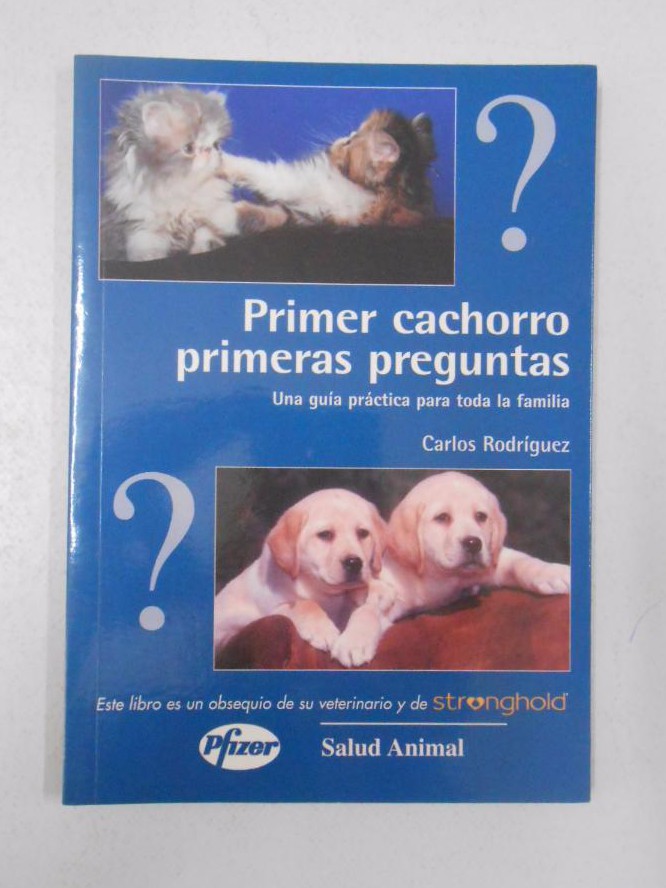 ?
Primer cachorro
primeras preguntas
Una guía práctica para toda la familia
Carlos Rodríguez
?
Este libro es un obsequio de su veterinario y de stronghold®
Pfizer Salud Animal